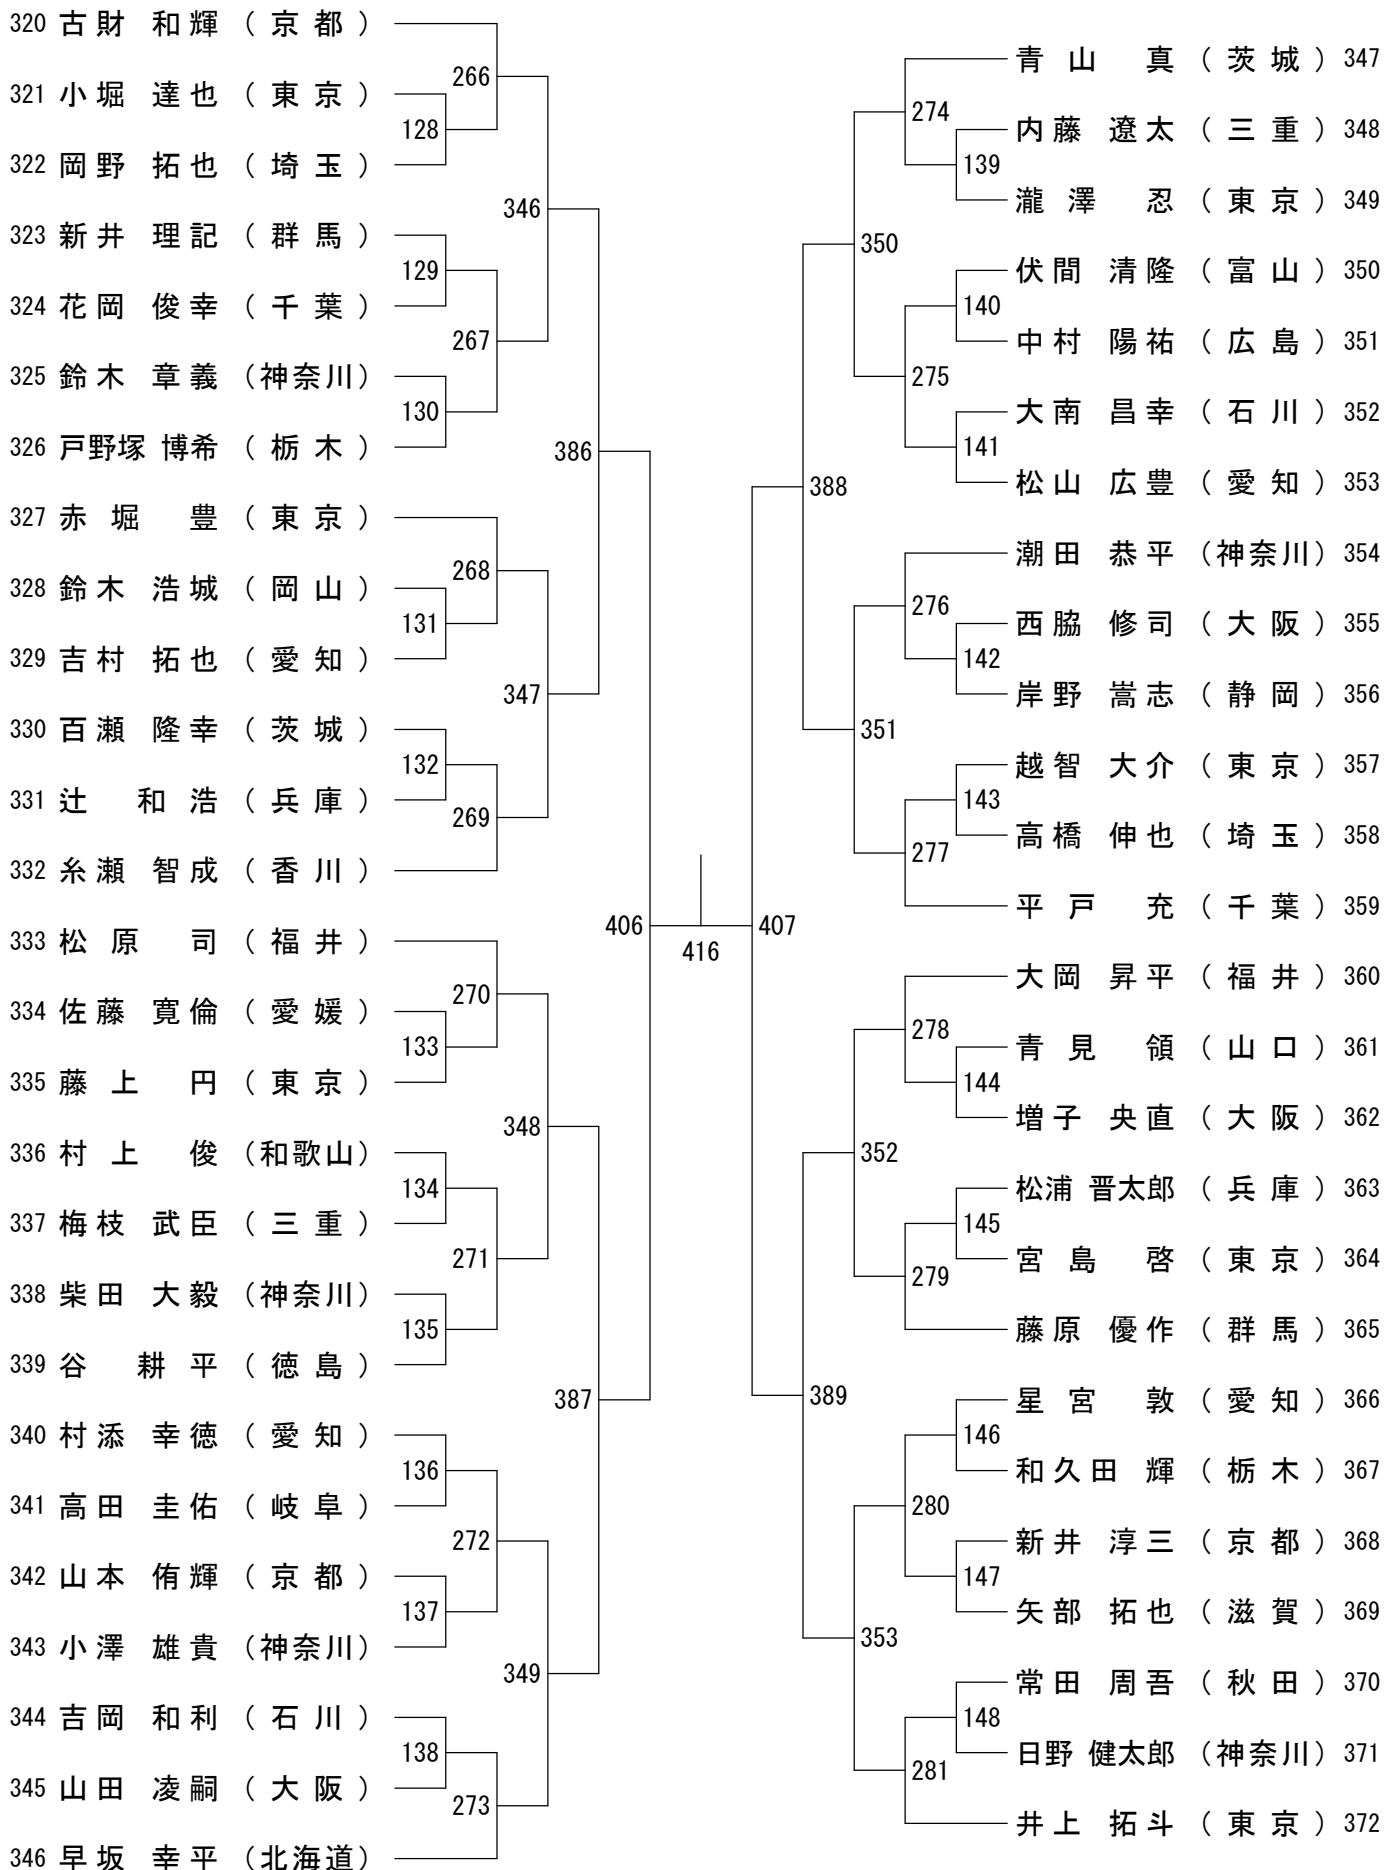 320 古財 和輝 (京都)
321 小堀 達也 (東京)
322 岡野 拓也 (埼玉)
323 新井 理記 (群馬)
324 花岡 俊幸 (千葉)
325 鈴木 章義 (神奈川)
326 戸野塚 博希 (栃木)
327 赤堀 豊 (東京)
328 鈴木 浩城 (岡山)
329 吉村 拓也 (愛知)
330 百瀬 隆幸 (茨城)
331 辻 和浩 (兵庫)
332 糸瀬 智成 (香川)
333 松原 司 (福井)
334 佐藤 寛倫 (愛媛)
335 藤上 円 (東京)
336 村上 俊 (和歌山)
337 梅枝 武臣 (三重)
338 柴田 大毅 (神奈川)
339 谷 耕平 (徳島)
340 村添 幸徳 (愛知)
341 高田 圭佑 (岐阜)
342 山本 侑輝 (京都)
343 小澤 雄貴 (神奈川)
344 吉岡 和利 (石川)
345 山田 凌嗣 (大阪)
346 早坂 幸平 (北海道)
128
129
130
131
132
133
134
135
136
137
138
266
267
268
269
270
271
272
273
346
347
348
349
386
387
406
416
407
388
389
350
351
352
353
274
275
276
277
278
279
280
281
139
140
141
142
143
144
145
146
147
148
青山 真 (茨城) 347
内藤 遼太 (三重) 348
瀧澤 忍 (東京) 349
伏間 清隆 (富山) 350
中村 陽祐 (広島) 351
大南 昌幸 (石川) 352
松山 広豊 (愛知) 353
潮田 恭平 (神奈川) 354
西脇 修司 (大阪) 355
岸野 嵩志 (静岡) 356
越智 大介 (東京) 357
高橋 伸也 (埼玉) 358
平戸 充 (千葉) 359
大岡 昇平 (福井) 360
青見 領 (山口) 361
増子 央直 (大阪) 362
松浦 晋太郎 (兵庫) 363
宮島 啓 (東京) 364
藤原 優作 (群馬) 365
星宮 敦 (愛知) 366
和久田 輝 (栃木) 367
新井 淳三 (京都) 368
矢部 拓也 (滋賀) 369
常田 周吾 (秋田) 370
日野 健太郎 (神奈川) 371
井上 拓斗 (東京) 372